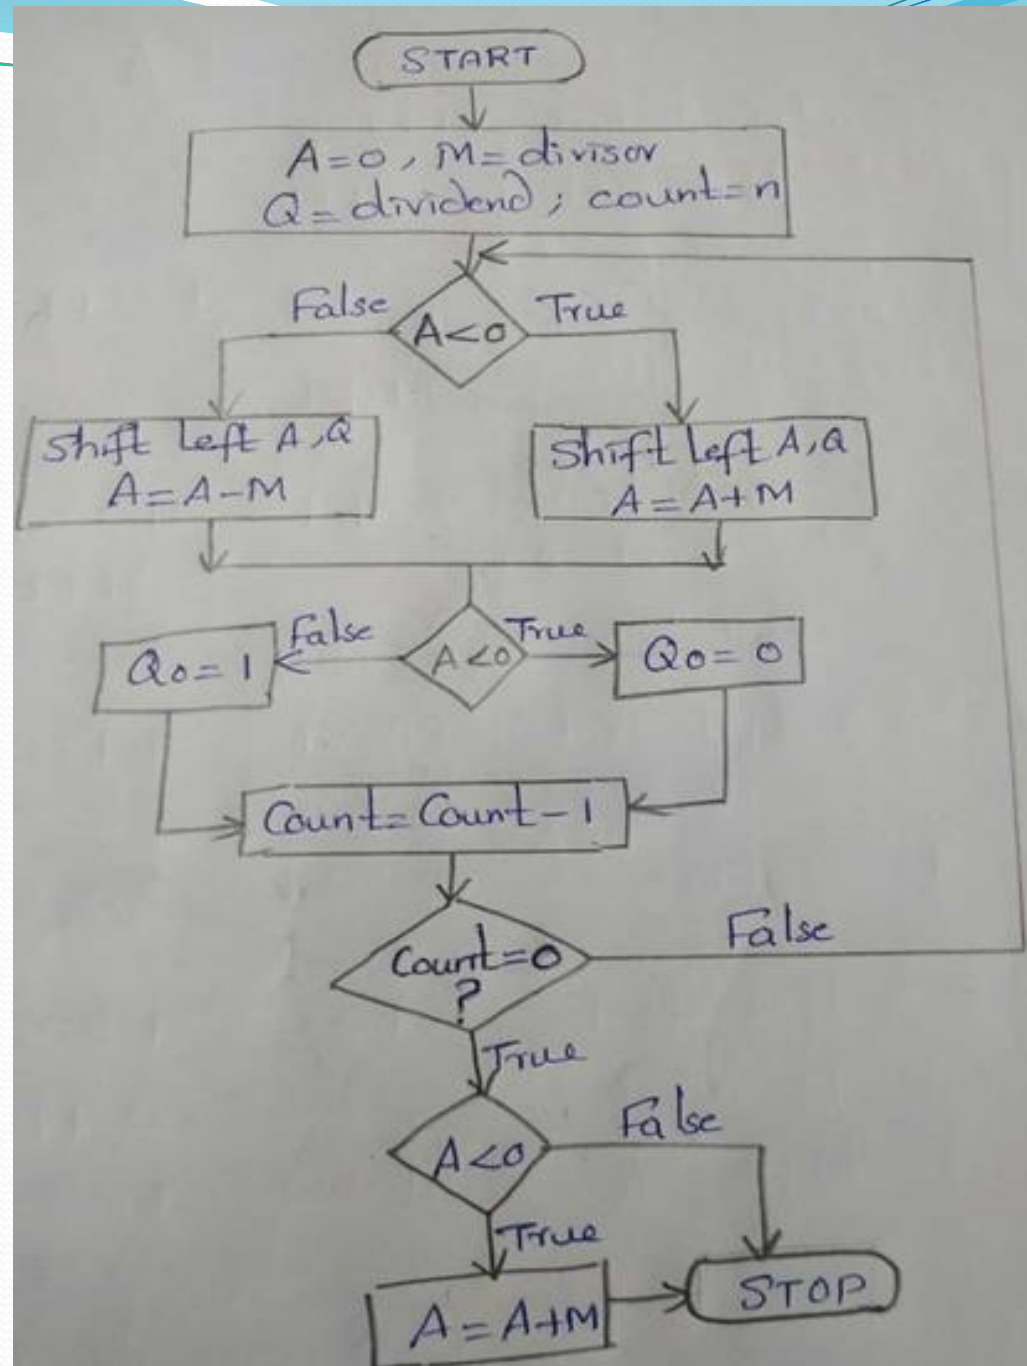 START
A=0, M=divisor
Q=dividend; count=n
False
A<0
True
Shift Left A,Q
A=A-M
Shift Left A,Q
A=A+M
Q0=1
False
A<0
True
Q0=0
Count=Count-1
Count=0
?
False
True
A<0
False
True
A=A+M
STOP